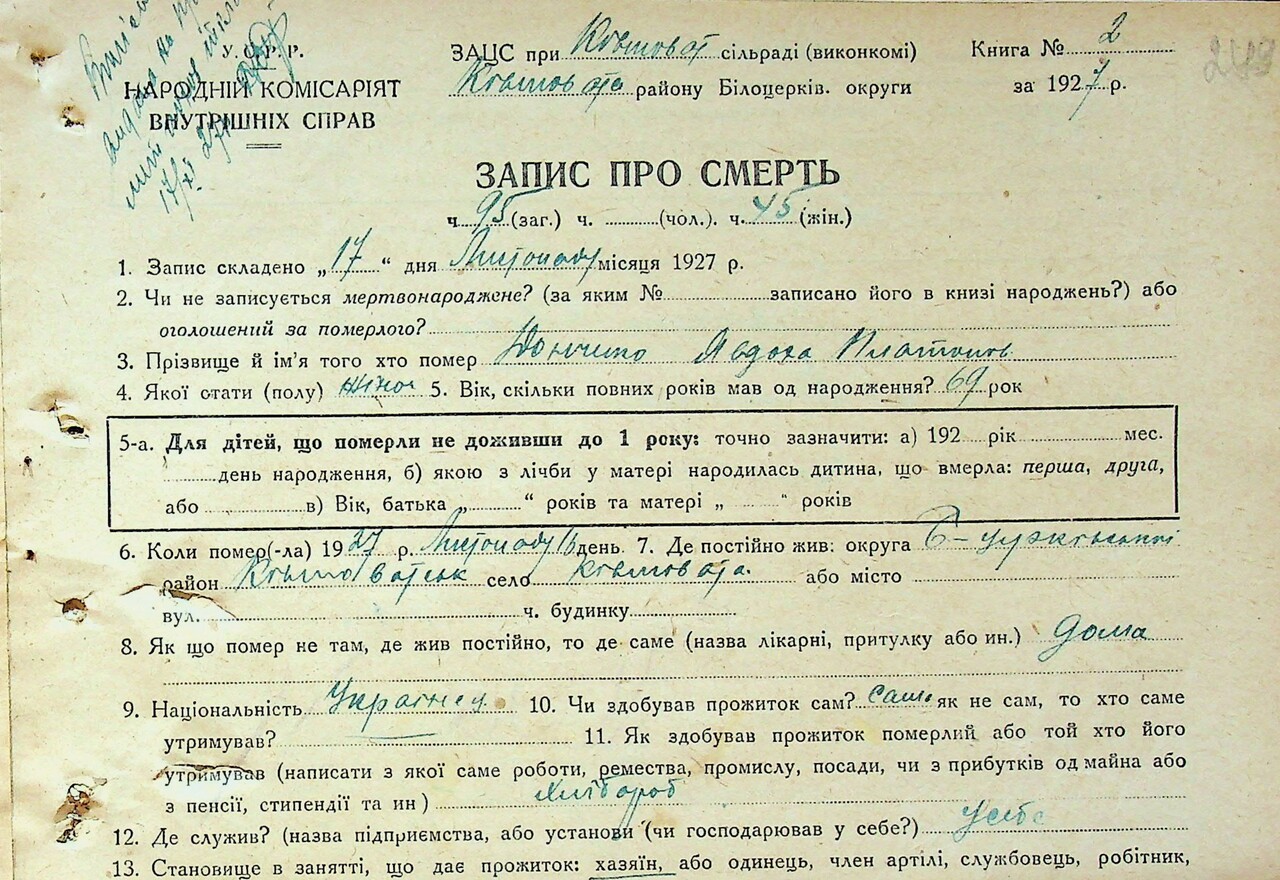 У.С.Р.Р.
НАРОДНІЙ КОМІСАРІЯТ
ВНУТРІШНІХ СПРАВ
ЗАЦС при сільраді (виконкомі)
району Білоцерків. округи
Книга № 2
за 1927 р.
ЗАПИС ПРО СМЕРТЬ
ч. 95 (заг.) ч. (чол.). ч. 45 (жін.)
1. Запис складено „17“ дня Листопаду місяця 1927 р.
2. Чи не записується мертвонароджене? (за яким № записано його в книзі народжень?) або
оголошений за померлого?
3. Прізвище й ім'я того хто помер Явдоха Платонов
4. Якої стати (полу) жіноч 5. Вік, скільки повних років мав од народження? 69 рок
5-а. Для дітей, що померли не доживши до 1 року: точно зазначити: а) 192 рік мес.
день народження, б) якою з лічби у матері народилась дитина, що вмерла: перша, друга,
або в) Вік, батька „ “ років та матері „ “ років
6. Коли помер(-ла) 1927 р. Листопаду 16 день. 7. Де постійно жив: округа
район село або місто
вул. ч. будинку
8. Як що помер не там, де жив постійно, то де саме (назва лікарні, притулку або ин.) дома
9. Національність 10. Чи здобував прожиток сам? як не сам, то хто саме
утримував? 11. Як здобував прожиток померлий або той хто його
утримував (написати з якої саме роботи, ремества, промислу, посади, чи з прибутків од майна або
з пенсії, стипендії та ин ) Хлібороб
12. Де служив? (назва підприємства, або установи (чи господарював у себе?) У себе
13. Становище в занятті, що дає прожиток: хазяїн, або одинець, член артілі, службовець, робітник,